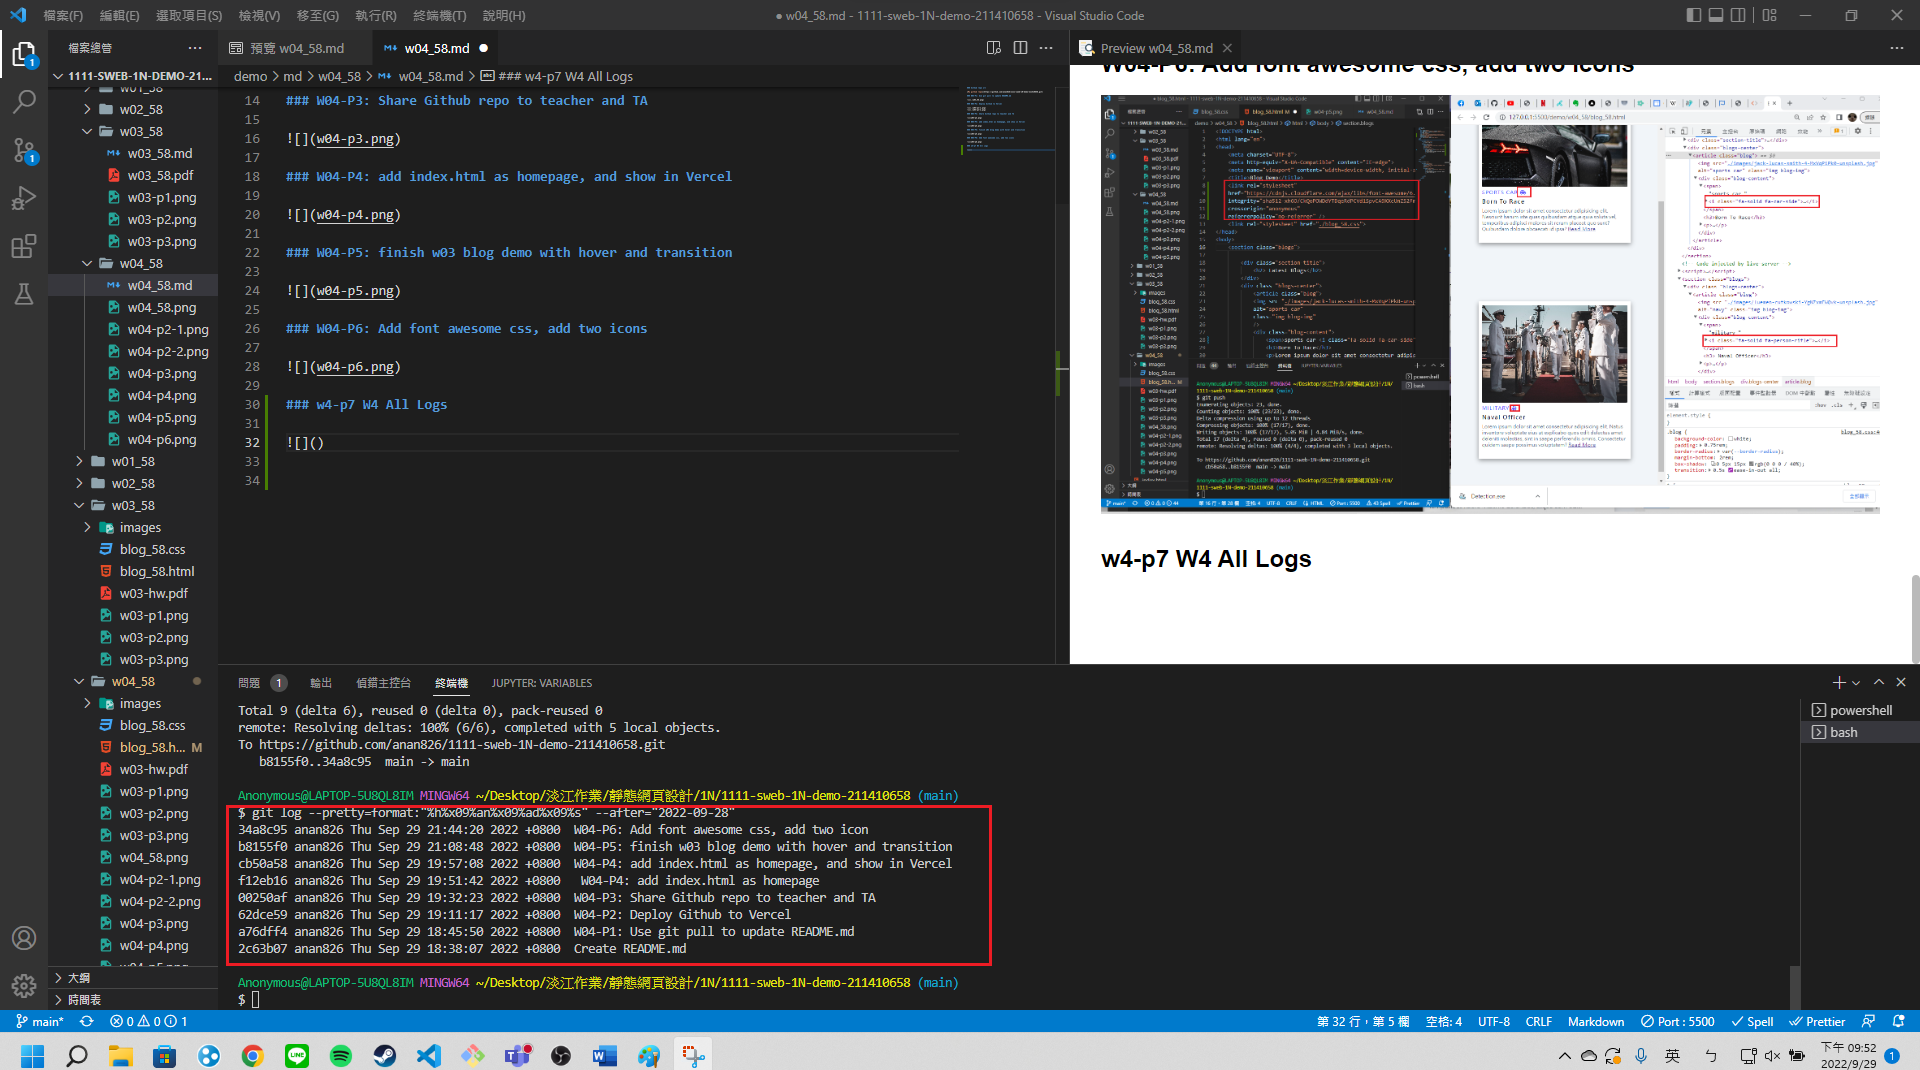 檔案(F) 編輯(E) 選取項目(S) 檢視(V) 移至(G) 執行(R) 終端機(T) 說明(H)
● w04_58.md - 1111-sweb-1N-demo-211410658 - Visual Studio Code
檔案總管
1111-SWEB-1N-DEMO-21...
w01_58
w02_58
w03_58
w03_58.md
w03_58.pdf
w03-p1.png
w03-p2.png
w03-p3.png
w04_58
w04_58.md
w04_58.png
w04-p2-1.png
w04-p2-2.png
w04-p3.png
w04-p4.png
w04-p5.png
w04-p6.png
w01_58
w02_58
w03_58
images
blog_58.css
blog_58.html
w03-hw.pdf
w03-p1.png
w03-p2.png
w03-p3.png
w04_58
images
blog_58.css
blog_58.h... M
w03-hw.pdf
w03-p1.png
w03-p2.png
w03-p3.png
w04_58.png
w04-p2-1.png
w04-p2-2.png
w04-p3.png
w04-p4.png
w04-p5.png
大綱
時間表
預覽 w04_58.md
w04_58.md ●
demo > md > w04_58 > w04_58.md > ### w4-p7 W4 All Logs
14 ### W04-P3: Share Github repo to teacher and TA
15
16 ![](w04-p3.png)
17
18 ### W04-P4: add index.html as homepage, and show in Vercel
19
20 ![](w04-p4.png)
21
22 ### W04-P5: finish w03 blog demo with hover and transition
23
24 ![](w04-p5.png)
25
26 ### W04-P6: Add font awesome css, add two icons
27
28 ![](w04-p6.png)
29
30 ### w4-p7 W4 All Logs
31
32 ![]()
33
34
Preview w04_58.md
W04-P6: Add font awesome css, add two icons
SPORTS CAR
Born To Race
MILITARY
Naval Officer
w4-p7 W4 All Logs
問題 1 輸出 偵錯主控台 終端機 JUPYTER: VARIABLES
powershell
bash
Total 9 (delta 6), reused 0 (delta 0), pack-reused 0
remote: Resolving deltas: 100% (6/6), completed with 5 local objects.
To https://github.com/anan826/1111-sweb-1N-demo-211410658.git
b8155f0..34a8c95 main -> main
Anonymous@LAPTOP-5U8QL8IM MINGW64 ~/Desktop/淡江作業/靜態網頁設計/1N/1111-sweb-1N-demo-211410658 (main)
$ git log --pretty=format:"%h%x09%an%x09%ad%x09%s" --after="2022-09-28"
34a8c95 anan826 Thu Sep 29 21:44:20 2022 +0800 W04-P6: Add font awesome css, add two icon
b8155f0 anan826 Thu Sep 29 21:08:48 2022 +0800 W04-P5: finish w03 blog demo with hover and transition
cb50a58 anan826 Thu Sep 29 19:57:08 2022 +0800 W04-P4: add index.html as homepage, and show in Vercel
f12eb16 anan826 Thu Sep 29 19:51:42 2022 +0800 W04-P4: add index.html as homepage
00250af anan826 Thu Sep 29 19:32:23 2022 +0800 W04-P3: Share Github repo to teacher and TA
62dce59 anan826 Thu Sep 29 19:11:17 2022 +0800 W04-P2: Deploy Github to Vercel
a76dff4 anan826 Thu Sep 29 18:45:50 2022 +0800 W04-P1: Use git pull to update README.md
2c63b07 anan826 Thu Sep 29 18:38:07 2022 +0800 Create README.md
Anonymous@LAPTOP-5U8QL8IM MINGW64 ~/Desktop/淡江作業/靜態網頁設計/1N/1111-sweb-1N-demo-211410658 (main)
$
main* 0 0 1
第 32 行，第 5 欄 空格: 4 UTF-8 CRLF Markdown Port : 5500 Spell Prettier
英 ㄅ 下午 09:52
2022/9/29 1